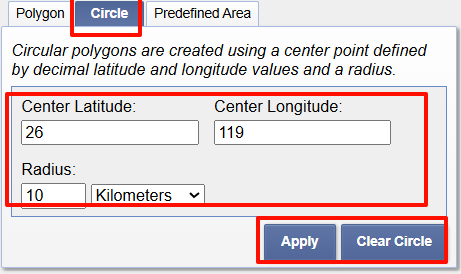 Polygon Circle Predefined Area
Circular polygons are created using a center point defined
by decimal latitude and longitude values and a radius.
Center Latitude: Center Longitude:
26 119
Radius:
10 Kilometers
Apply Clear Circle